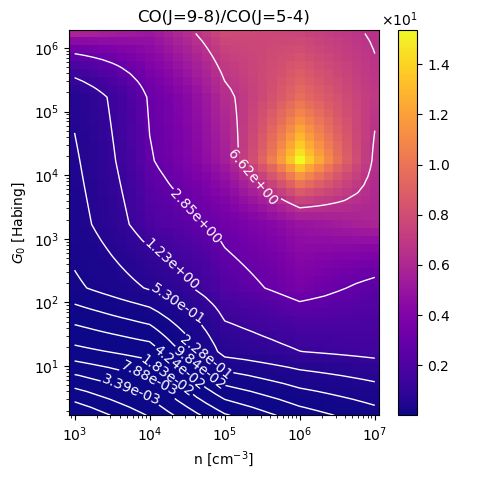 CO(J=9-8)/CO(J=5-4)
×10¹
10⁶
10⁵
10⁴
10³
10²
10¹
G₀ [Habing]
6.62e+00
2.85e+00
1.23e+00
5.30e-01
2.28e-01
9.84e-02
4.24e-02
1.83e-02
7.88e-03
3.39e-03
10³
10⁴
10⁵
10⁶
10⁷
n [cm⁻³]
1.4
1.2
1.0
0.8
0.6
0.4
0.2